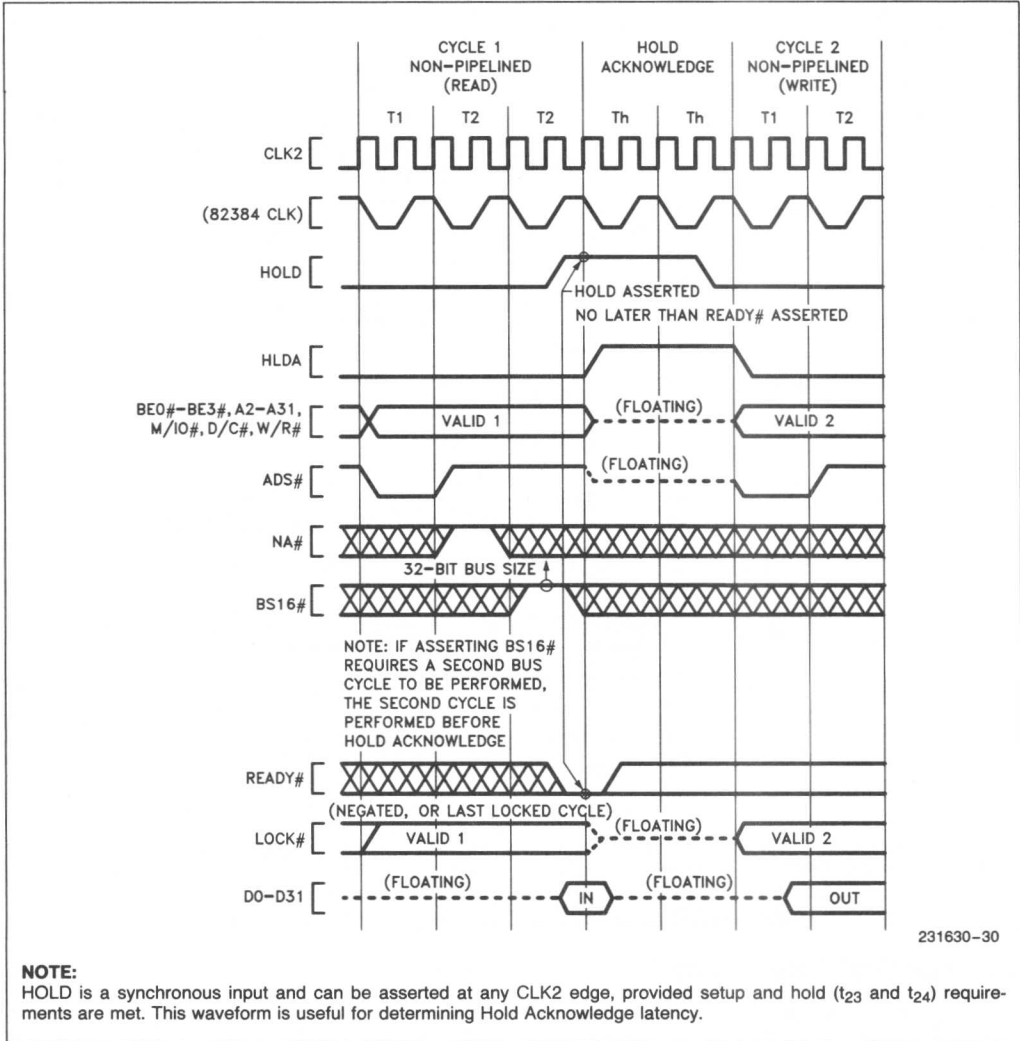 CYCLE 1
NON-PIPELINED
(READ)
HOLD
ACKNOWLEDGE
CYCLE 2
NON-PIPELINED
(WRITE)
T1 T2 T2 Th Th T1 T2
CLK2
(82384 CLK)
HOLD
HOLD ASSERTED
NO LATER THAN READY# ASSERTED
HLDA
BE0#-BE3#, A2-A31,
M/IO#, D/C#, W/R#
VALID 1 (FLOATING) VALID 2
ADS#
(FLOATING)
NA#
32-BIT BUS SIZE
BS16#
NOTE: IF ASSERTING BS16#
REQUIRES A SECOND BUS
CYCLE TO BE PERFORMED,
THE SECOND CYCLE IS
PERFORMED BEFORE
HOLD ACKNOWLEDGE
READY#
(NEGATED, OR LAST LOCKED CYCLE)
LOCK# VALID 1 (FLOATING) VALID 2
D0-D31 (FLOATING) IN (FLOATING) OUT
231630-30
NOTE:
HOLD is a synchronous input and can be asserted at any CLK2 edge, provided setup and hold (t23 and t24) require-
ments are met. This waveform is useful for determining Hold Acknowledge latency.